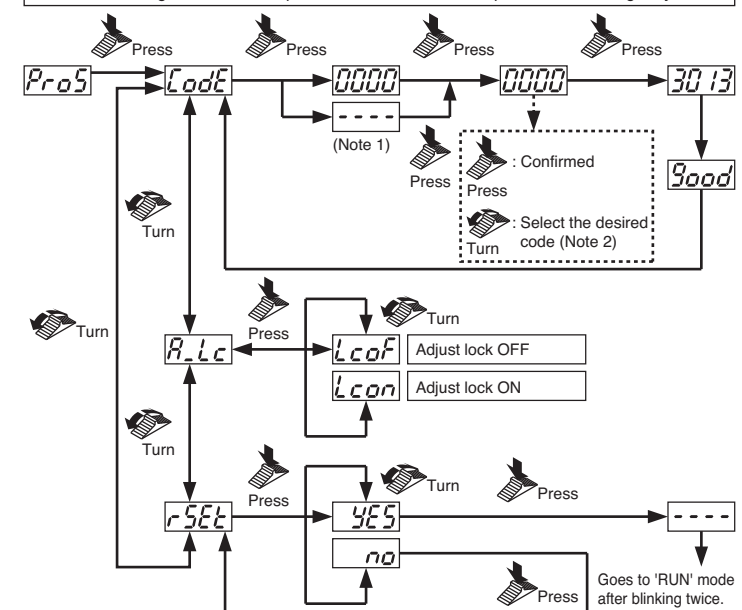 Press
Press
Press
Press
ProS
CodE
0000
0000
3013
----
(Note 1)
Press
: Confirmed
Press
: Select the desired
code (Note 2)
Turn
Good
Turn
Turn
Press
Turn
A_Lc
LcoF
Adjust lock OFF
Lcon
Adjust lock ON
Turn
Press
Turn
Press
rSEt
YES
----
no
Press
Goes to 'RUN' mode
after blinking twice.